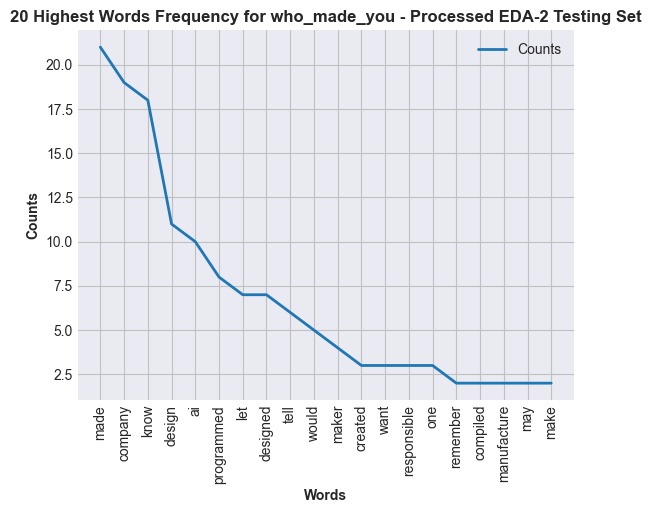 20 Highest Words Frequency for who_made_you - Processed EDA-2 Testing Set
Counts
20.0
17.5
15.0
12.5
10.0
7.5
5.0
2.5
Counts
made
company
know
design
ai
programmed
let
designed
tell
would
maker
created
want
responsible
one
remember
compiled
manufacture
may
make
Words